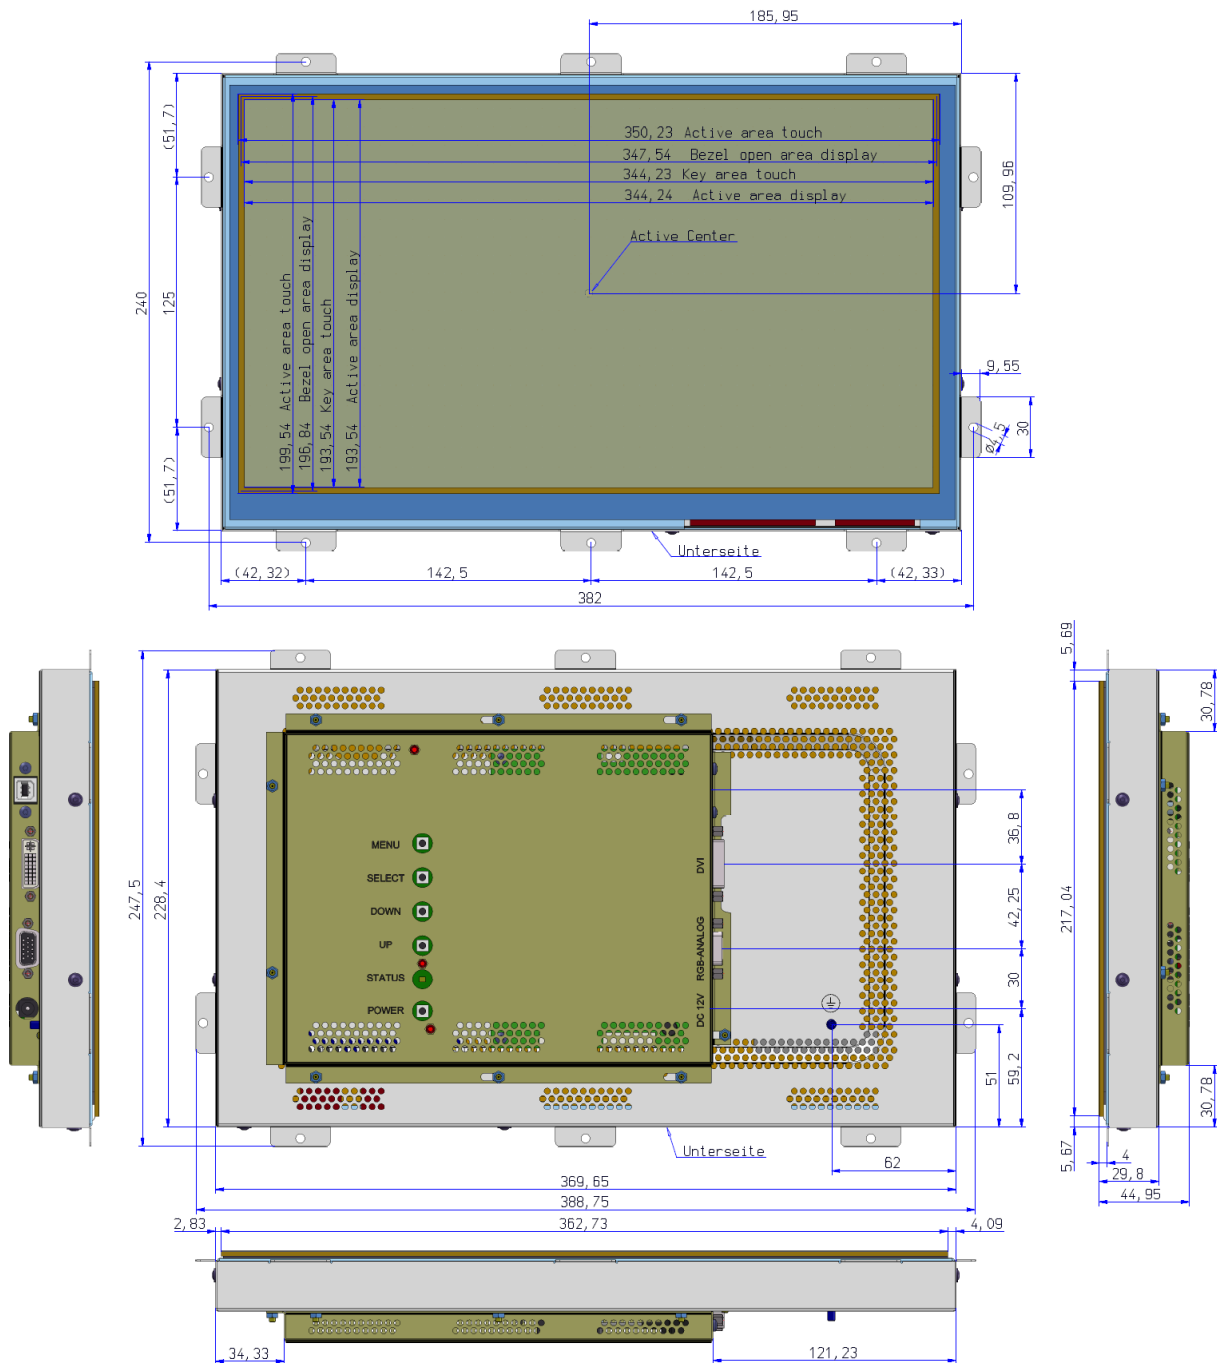 185,95
(51,7)
350,23 Active area touch
347,54 Bezel open area display
344,23 Key area touch
344,24 Active area display
109,96
Active Center
240
125
199,54 Active area touch
196,84 Bezel open area display
193,54 Key area touch
193,54 Active area display
9,55
ø4,5
30
(51,7)
Unterseite
(42,32)
142,5
142,5
(42,33)
382
5,69
30,78
247,5
228,4
MENU
SELECT
DOWN
UP
STATUS
POWER
DVI
RGB-ANALOG
DC 12V
36,8
42,25
30
59,2
51
217,04
30,78
5,67
4
29,8
44,95
Unterseite
62
369,65
388,75
2,83
362,73
4,09
34,33
121,23